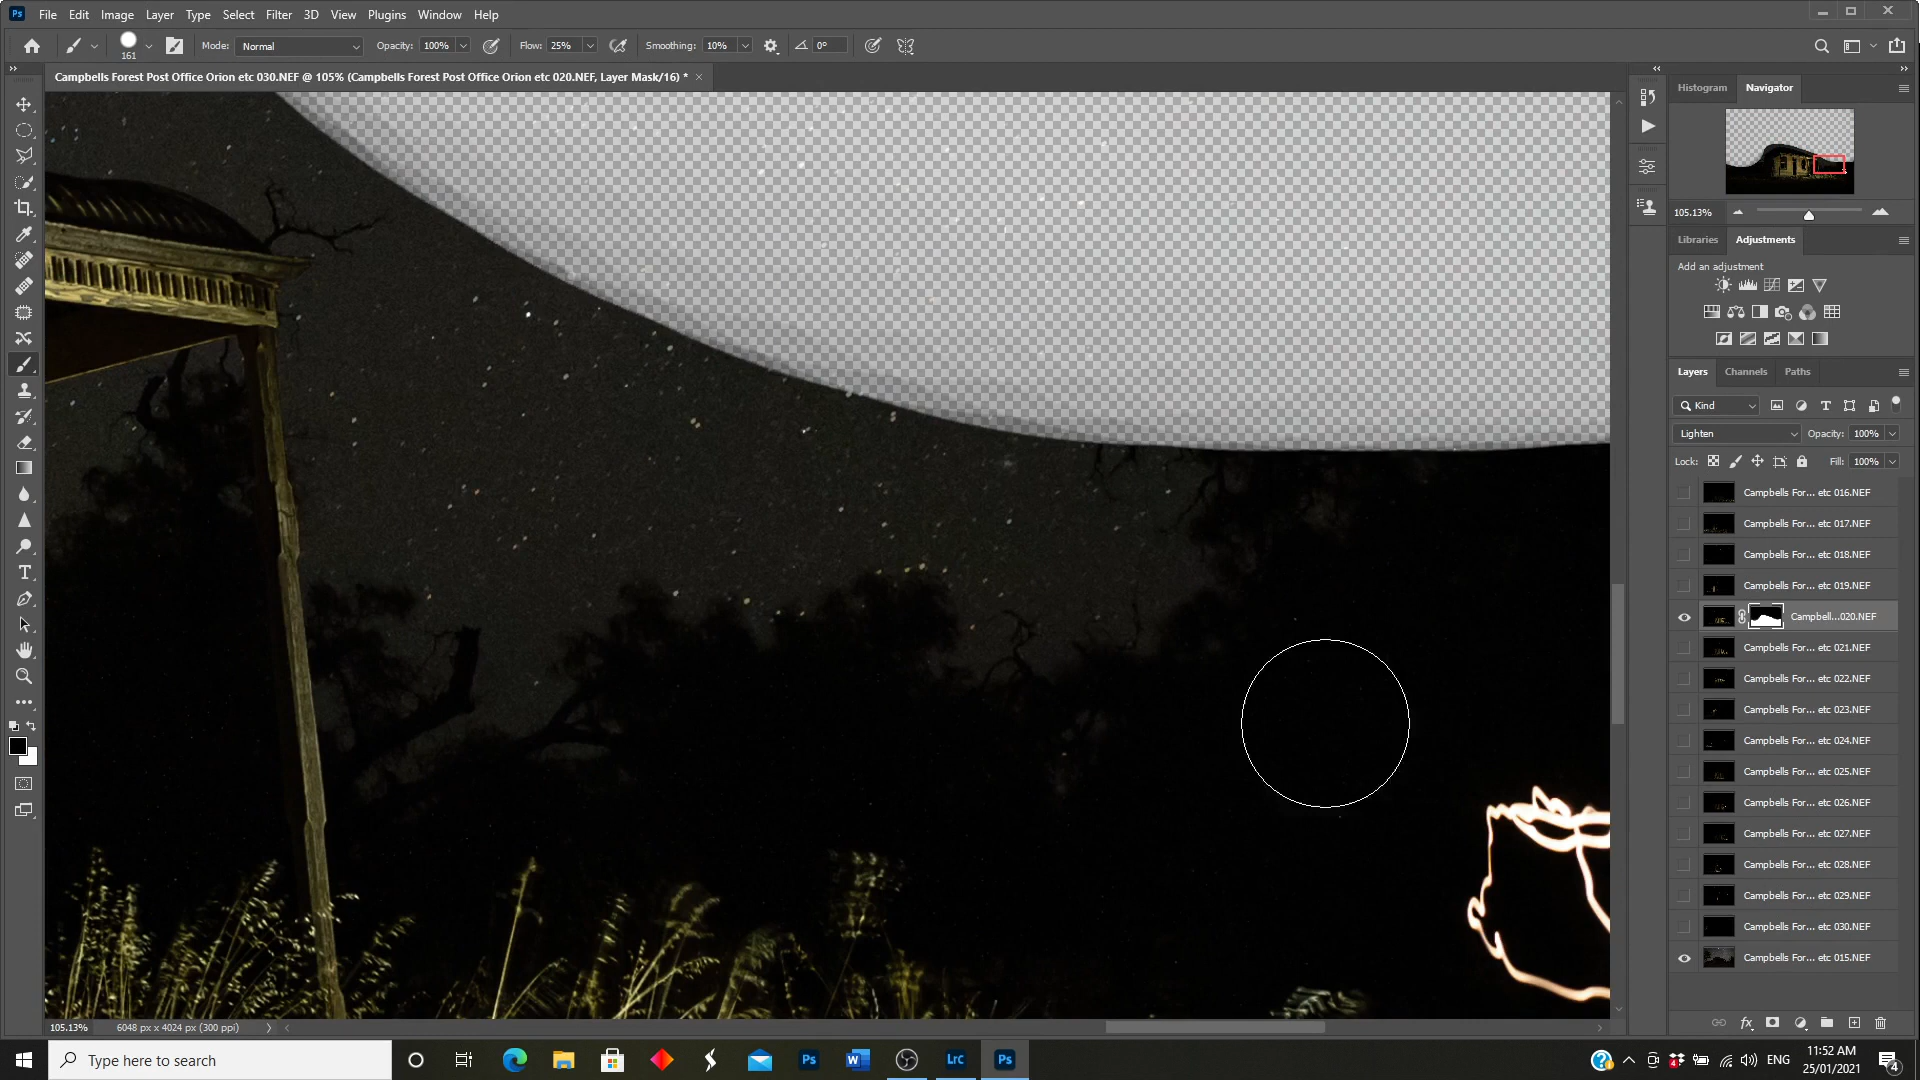 Ps File Edit Image Layer Type Select Filter 3D View Plugins Window Help
161 Mode: Normal Opacity: 100% Flow: 25% Smoothing: 10% 0°
Campbells Forest Post Office Orion etc 030.NEF @ 105% (Campbells Forest Post Office Orion etc 020.NEF, Layer Mask/16) * ×
Histogram Navigator
105.13%
Libraries Adjustments
Add an adjustment
Layers Channels Paths
Kind
Lighten Opacity: 100%
Lock: Fill: 100%
Campbells For... etc 016.NEF
Campbells For... etc 017.NEF
Campbells For... etc 018.NEF
Campbells For... etc 019.NEF
Campbell...020.NEF
Campbells For... etc 021.NEF
Campbells For... etc 022.NEF
Campbells For... etc 023.NEF
Campbells For... etc 024.NEF
Campbells For... etc 025.NEF
Campbells For... etc 026.NEF
Campbells For... etc 027.NEF
Campbells For... etc 028.NEF
Campbells For... etc 029.NEF
Campbells For... etc 030.NEF
Campbells For... etc 015.NEF
105.13% 6048 px x 4024 px (300 ppi)
Type here to search
Ps W Lrc Ps
4 ENG
11:52 AM
25/01/2021
4